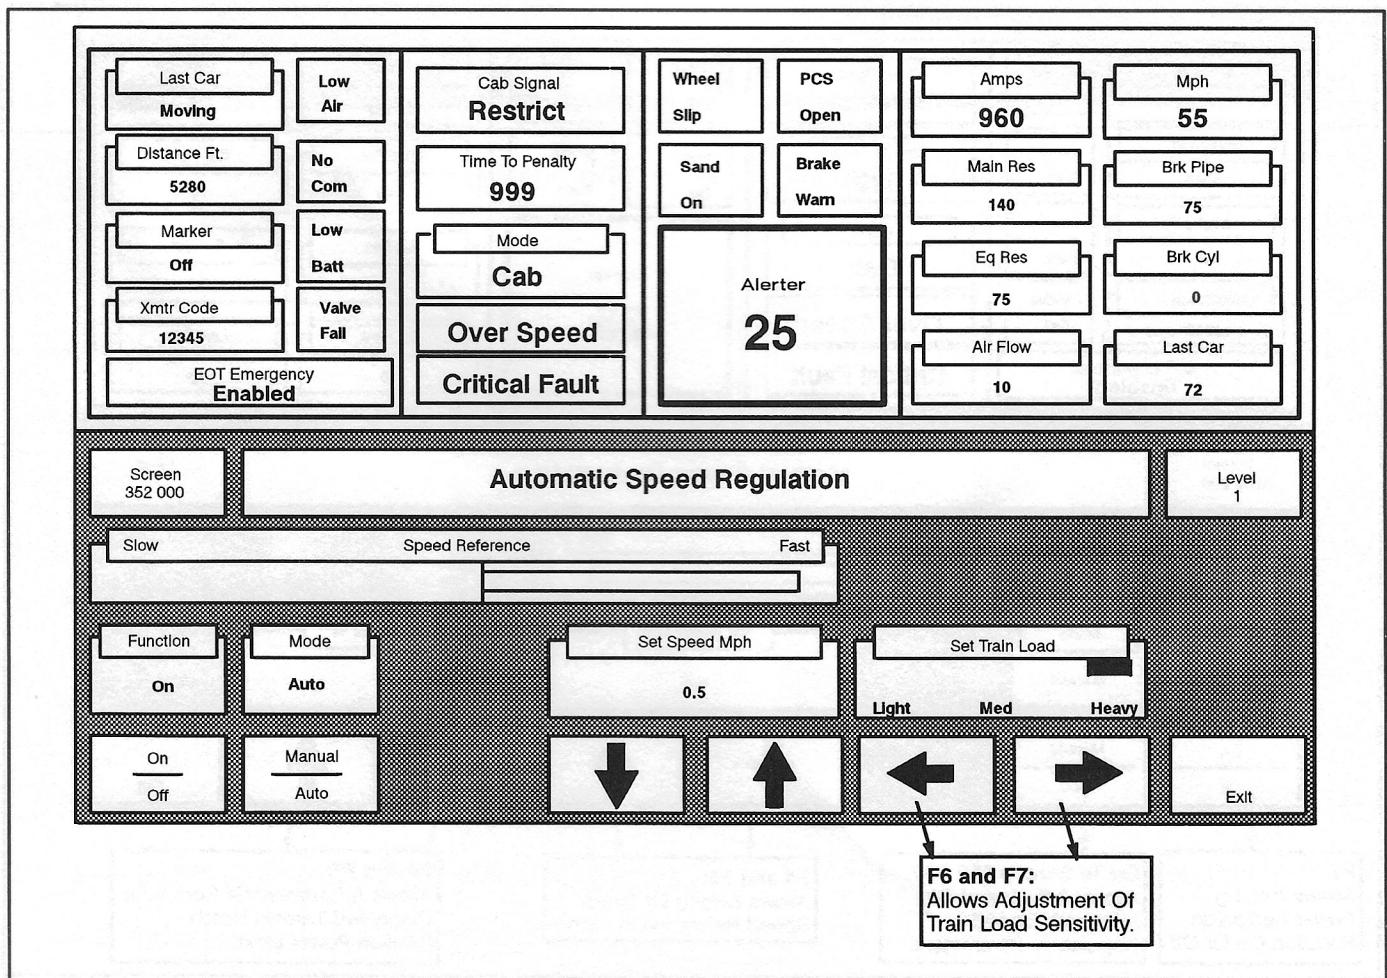 Last Car
Moving
Low
Air
Distance Ft.
5280
No
Com
Marker
Off
Low
Batt
Xmtr Code
12345
Valve
Fail
EOT Emergency
Enabled
Cab Signal
Restrict
Time To Penalty
999
Mode
Cab
Over Speed
Critical Fault
Wheel
Slip
PCS
Open
Sand
On
Brake
Warn
Alerter
25
Amps
960
Mph
55
Main Res
140
Brk Pipe
75
Eq Res
75
Brk Cyl
0
Air Flow
10
Last Car
72
Screen
352 000
Automatic Speed Regulation
Level
1
Slow Speed Reference Fast
Function
On
Mode
Auto
Set Speed Mph
0.5
Set Train Load
Light Med Heavy
On
Off
Manual
Auto
Exit
F6 and F7:
Allows Adjustment Of
Train Load Sensitivity.